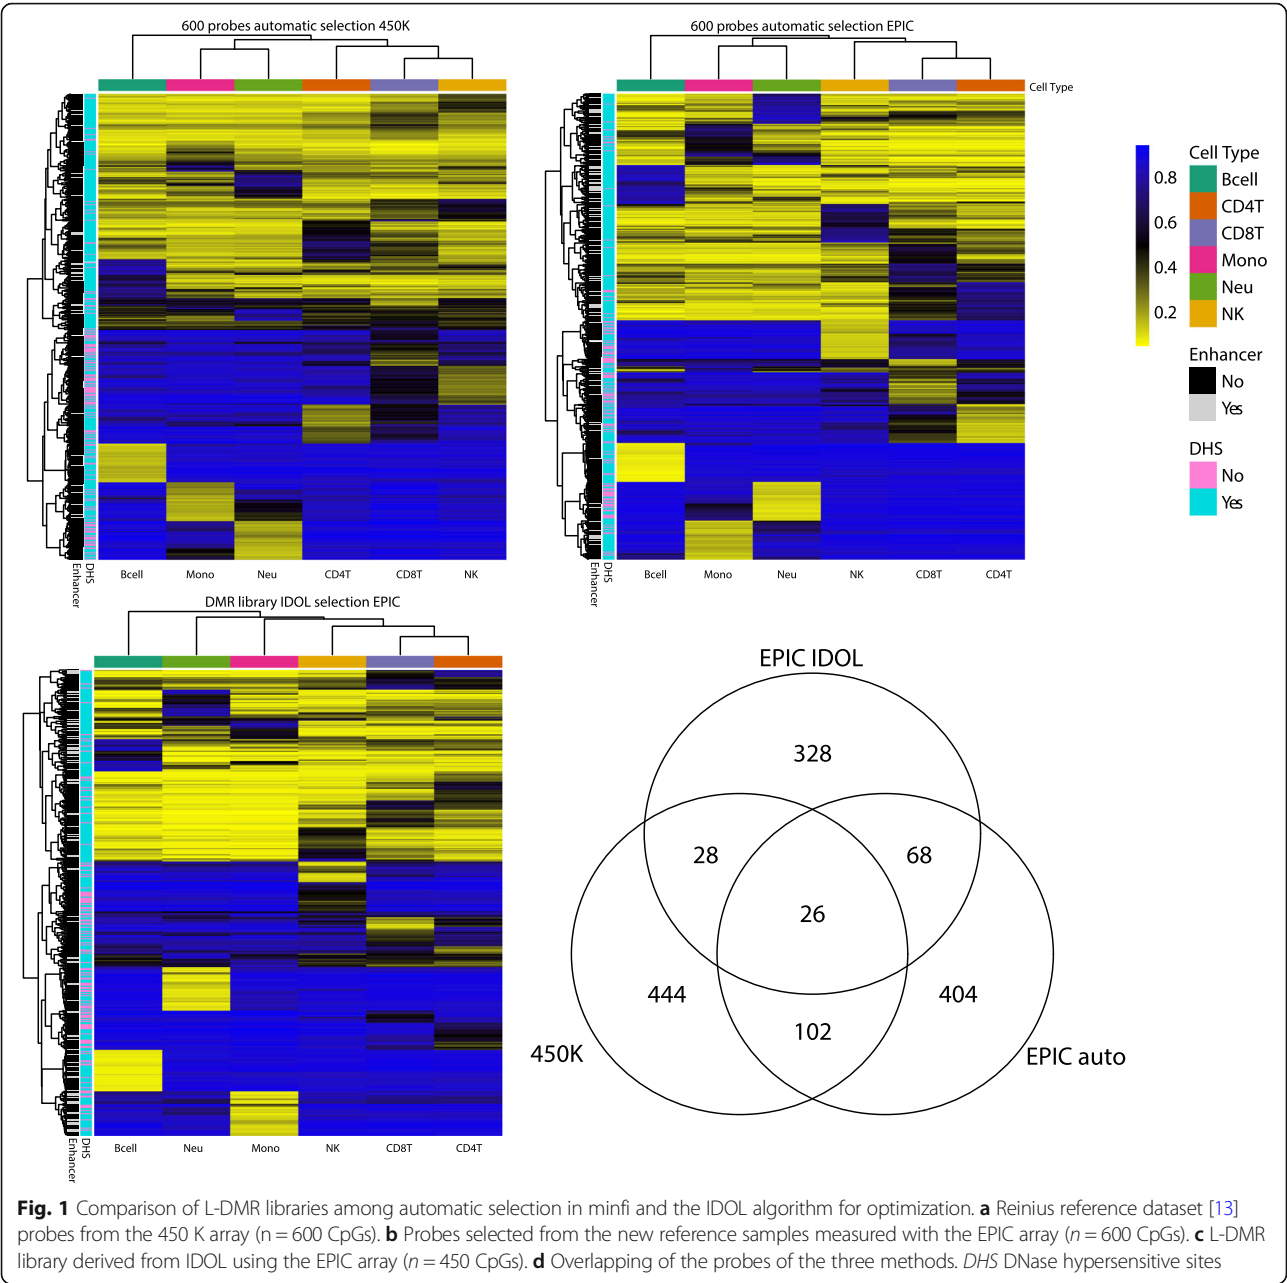 600 probes automatic selection 450K
Bcell Mono Neu CD4T CD8T NK
Enhancer
DHS
600 probes automatic selection EPIC
Cell Type
Bcell Mono Neu NK CD8T CD4T
Enhancer
DHS
0.8
0.6
0.4
0.2
Cell Type
Bcell
CD4T
CD8T
Mono
Neu
NK
Enhancer
No
Yes
DHS
No
Yes
DMR library IDOL selection EPIC
Bcell Neu Mono NK CD8T CD4T
Enhancer
DHS
EPIC IDOL
328
28 68
26
444 404
102
450K EPIC auto
Fig. 1 Comparison of L-DMR libraries among automatic selection in minfi and the IDOL algorithm for optimization. a Reinius reference dataset [13]
probes from the 450 K array (n = 600 CpGs). b Probes selected from the new reference samples measured with the EPIC array (n = 600 CpGs). c L-DMR
library derived from IDOL using the EPIC array (n = 450 CpGs). d Overlapping of the probes of the three methods. DHS DNase hypersensitive sites